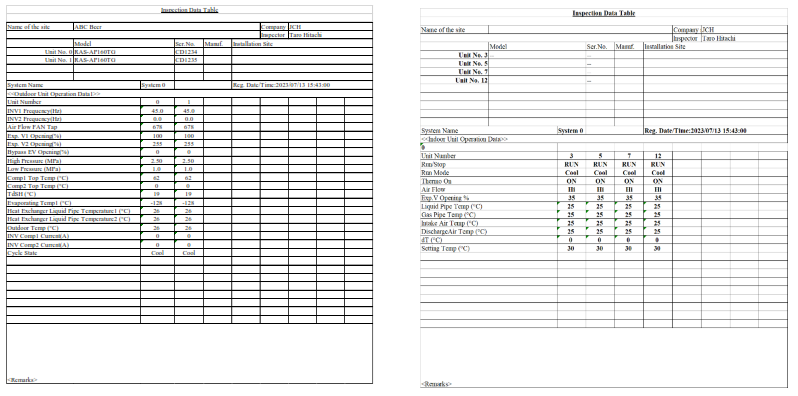 Inspection Data Table
Name of the site ABC Beer Company JCH
Inspector Taro Hitachi
Model Ser.No. Manuf. Installation Site
Unit No. 0 RAS-AP160TG CD1234
Unit No. 1 RAS-AP160TG CD1235
System Name System 0 Reg. Date/Time:2023/07/13 15:43:00
<<Outdoor Unit Operation Data1>>
Unit Number 0 1
INV1 Frequency(Hz) 45.0 45.0
INV2 Frequency(Hz) 0.0 0.0
Air Flow FAN Tap 678 678
Exp. V1 Opening(%) 100 100
Exp. V2 Opening(%) 255 255
Bypass EV Opening(%) 0 0
High Pressure (MPa) 2.50 2.50
Low Pressure (MPa) 1.0 1.0
Comp1 Top Temp (°C) 62 62
Comp2 Top Temp (°C) 0 0
TdSH (°C) 19 19
Evaporating Temp1 (°C) -128 -128
Heat Exchanger Liquid Pipe Temperature1 (°C) 26 26
Heat Exchanger Liquid Pipe Temperature2 (°C) 26 26
Outdoor Temp (°C) 26 26
INV Comp1 Current(A) 0 0
INV Comp2 Current(A) 0 0
Cycle State Cool Cool
<Remarks>
Inspection Data Table
Name of the site Company JCH
Inspector Taro Hitachi
Model Ser.No. Manuf. Installation Site
Unit No. 3 -- --
Unit No. 5 --
Unit No. 7 --
Unit No. 12 --
System Name System 0 Reg. Date/Time:2023/07/13 15:43:00
<<Indoor Unit Operation Data>>
0
Unit Number 3 5 7 12
Run/Stop RUN RUN RUN RUN
Run Mode Cool Cool Cool Cool
Thermo On ON ON ON ON
Air Flow Hi Hi Hi Hi
Exp.V Opening % 35 35 35 35
Liquid Pipe Temp (°C) 25 25 25 25
Gas Pipe Temp (°C) 25 25 25 25
Intake Air Temp (°C) 25 25 25 25
DischargeAir Temp (°C) 25 25 25 25
dT (°C) 0 0 0 0
Setting Temp (°C) 30 30 30 30
<Remarks>